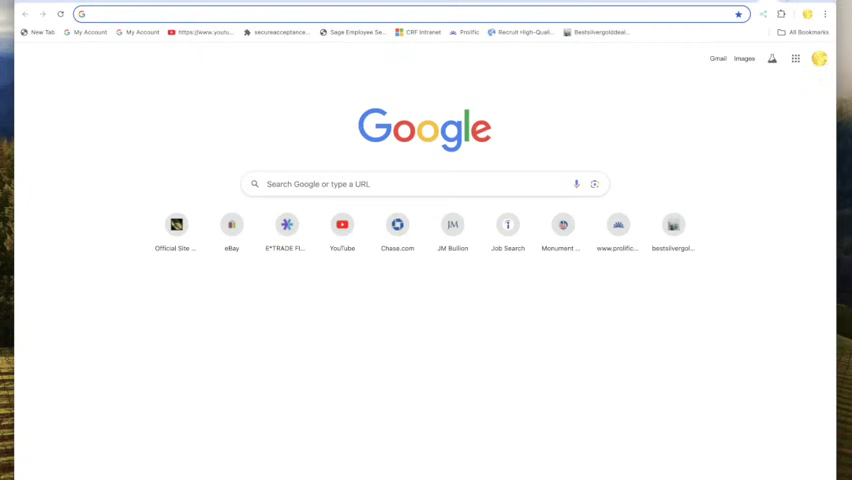 New Tab My Account My Account https://www.youtu... secureacceptance... Sage Employee Se... CRF Intranet Prolific Recruit High-Quali... Bestsilvergolddeal... All Bookmarks
Gmail Images
Google
Search Google or type a URL
Official Site ... eBay E*TRADE FI... YouTube Chase.com JM Bullion Job Search Monument ... www.prolific... bestsilvergol...